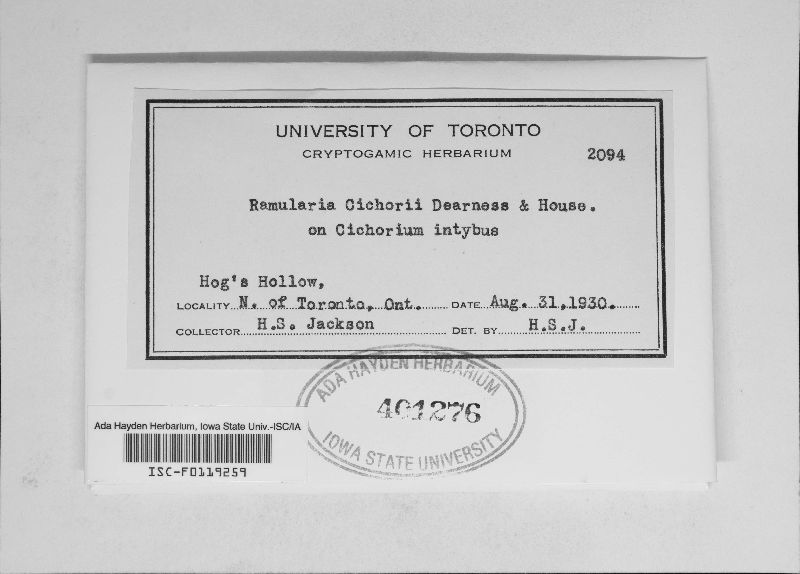 UNIVERSITY OF TORONTO
CRYPTOGAMIC HERBARIUM 2094
Ramularia Cichorii Dearness & House.
on Cichorium intybus
Hog's Hollow,
LOCALITY N. of Toronto, Ont. DATE Aug. 31, 1930.
COLLECTOR H.S. Jackson DET. BY H.S.J.
ADA HAYDEN HERBARIUM
401276
IOWA STATE UNIVERSITY
Ada Hayden Herbarium, Iowa State Univ.-ISC/IA
ISC-F0119259